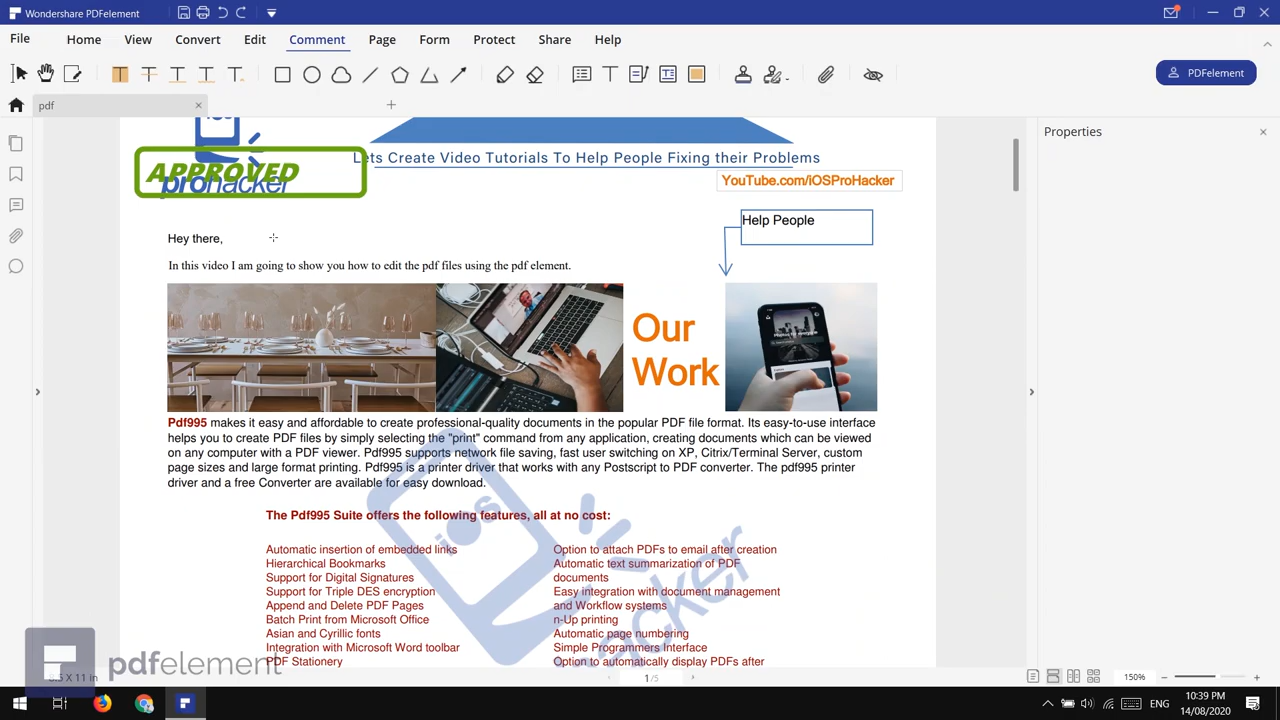 Wondershare PDFelement
File Home View Convert Edit Comment Page Form Protect Share Help
PDFelement
pdf
Properties
iOS
Lets Create Video Tutorials To Help People Fixing their Problems
APPROVED
prohacker
YouTube.com/iOSProHacker
Help People
Hey there,
In this video I am going to show you how to edit the pdf files using the pdf element.
Our
Work
Pdf995 makes it easy and affordable to create professional-quality documents in the popular PDF file format. Its easy-to-use interface
helps you to create PDF files by simply selecting the "print" command from any application, creating documents which can be viewed
on any computer with a PDF viewer. Pdf995 supports network file saving, fast user switching on XP, Citrix/Terminal Server, custom
page sizes and large format printing. Pdf995 is a printer driver that works with any Postscript to PDF converter. The pdf995 printer
driver and a free Converter are available for easy download.
The Pdf995 Suite offers the following features, all at no cost:
Automatic insertion of embedded links
Hierarchical Bookmarks
Support for Digital Signatures
Support for Triple DES encryption
Append and Delete PDF Pages
Batch Print from Microsoft Office
Asian and Cyrillic fonts
Integration with Microsoft Word toolbar
PDF Stationery
Option to attach PDFs to email after creation
Automatic text summarization of PDF
documents
Easy integration with document management
and Workflow systems
n-Up printing
Automatic page numbering
Simple Programmers Interface
Option to automatically display PDFs after
iOS
acker
pdfelement
8.5 X 11 in
1/5
150%
ENG
10:39 PM
14/08/2020